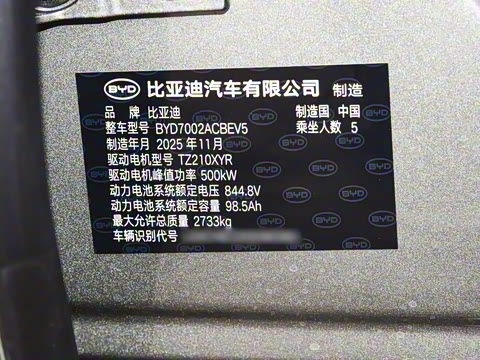 BYD 比亚迪汽车有限公司 制造
品 牌 比亚迪 制造国 中国
整车型号 BYD7002ACBEV5 乘坐人数 5
制造年月 2025 年 11 月
驱动电机型号 TZ210XYR
驱动电机峰值功率 500kW
动力电池系统额定电压 844.8V
动力电池系统额定容量 98.5Ah
最大允许总质量 2733kg
车辆识别代号